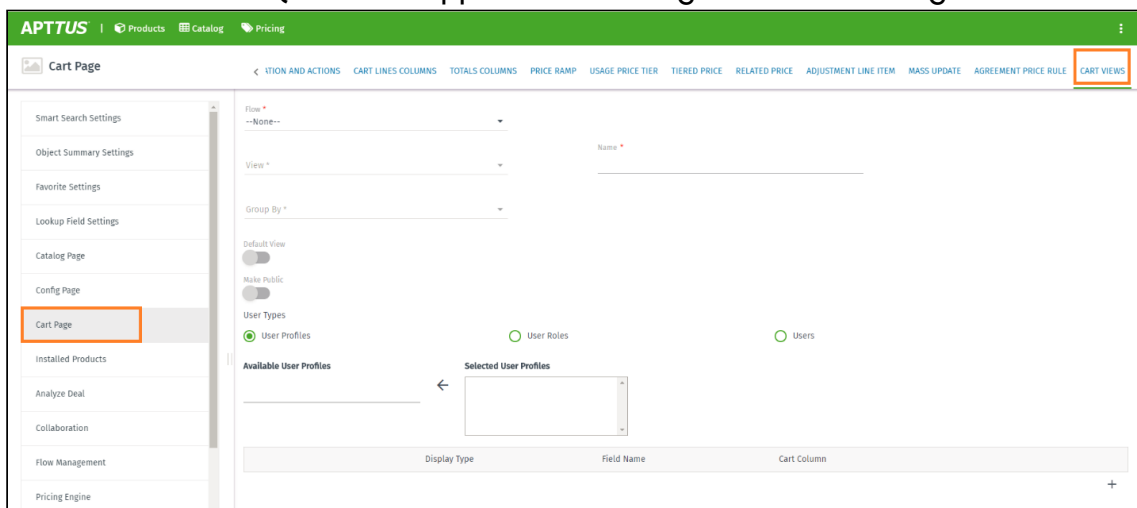 APTTUS | Products Catalog Pricing
Cart Page
ATION AND ACTIONS CART LINES COLUMNS TOTALS COLUMNS PRICE RAMP USAGE PRICE TIER TIERED PRICE RELATED PRICE ADJUSTMENT LINE ITEM MASS UPDATE AGREEMENT PRICE RULE CART VIEWS
Smart Search Settings
Object Summary Settings
Favorite Settings
Lookup Field Settings
Catalog Page
Config Page
Cart Page
Installed Products
Analyze Deal
Collaboration
Flow Management
Pricing Engine
Flow *
--None--
View *
Name *
Group By *
Default View
Make Public
User Types
User Profiles User Roles Users
Available User Profiles Selected User Profiles
Display Type Field Name Cart Column